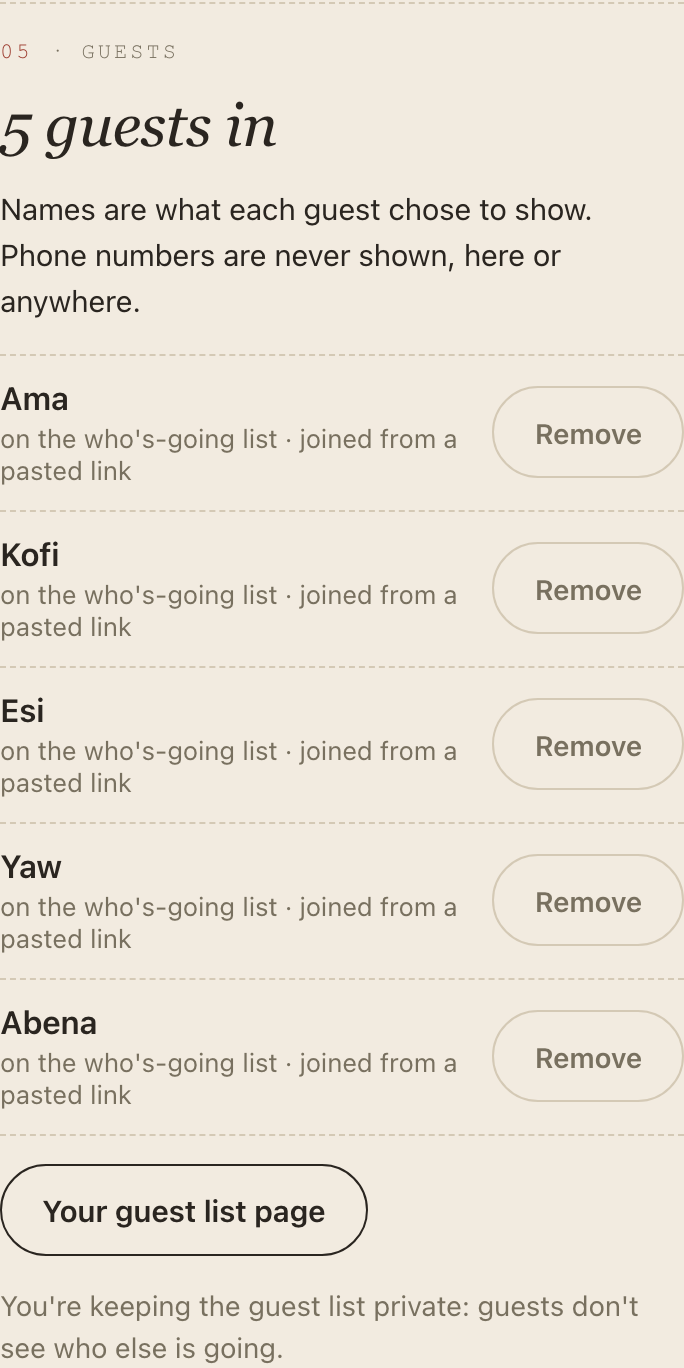 05 · GUESTS
5 guests in
Names are what each guest chose to show.
Phone numbers are never shown, here or
anywhere.
Ama
on the who's-going list · joined from a
pasted link
Remove
Kofi
on the who's-going list · joined from a
pasted link
Remove
Esi
on the who's-going list · joined from a
pasted link
Remove
Yaw
on the who's-going list · joined from a
pasted link
Remove
Abena
on the who's-going list · joined from a
pasted link
Remove
Your guest list page
You're keeping the guest list private: guests don't
see who else is going.